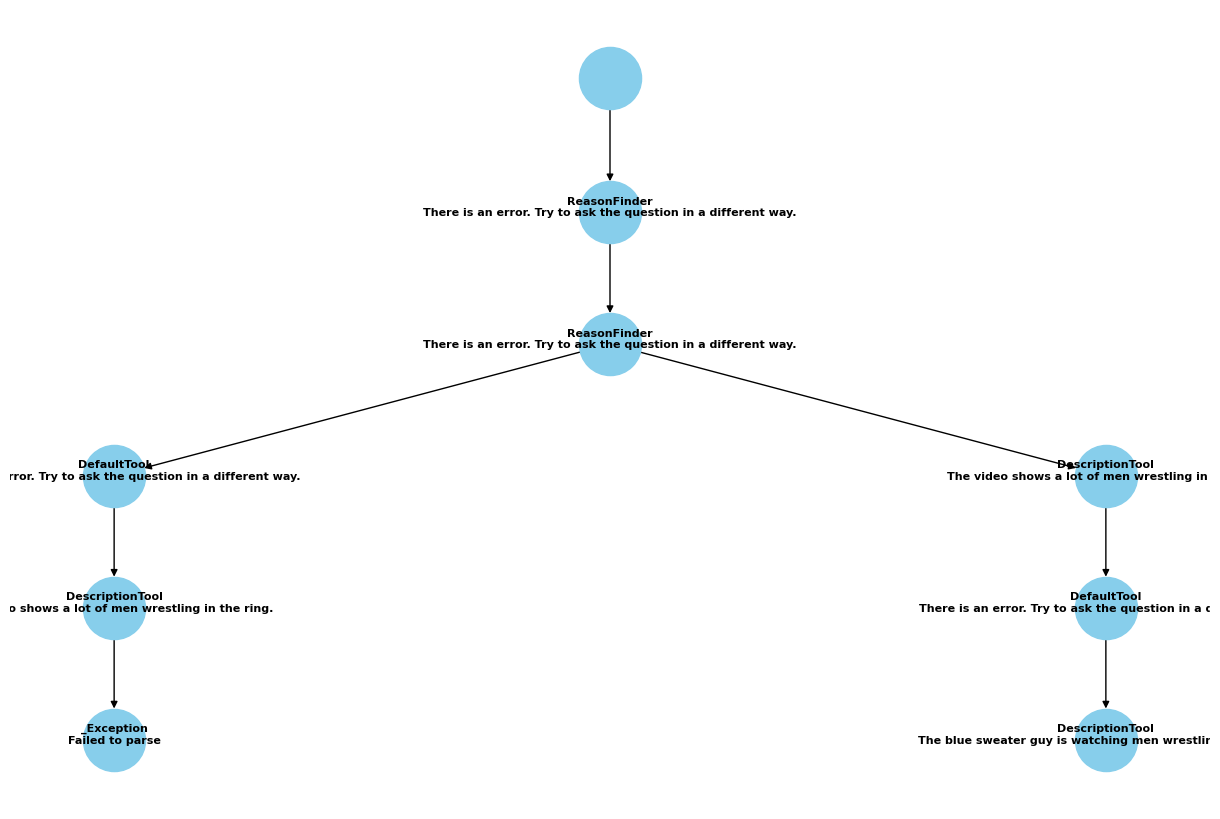 ReasonFinder
There is an error. Try to ask the question in a different way.
ReasonFinder
There is an error. Try to ask the question in a different way.
DefaultTool
rror. Try to ask the question in a different way.
DescriptionTool
The video shows a lot of men wrestling in
DescriptionTool
o shows a lot of men wrestling in the ring.
DefaultTool
There is an error. Try to ask the question in a d
_Exception
Failed to parse
DescriptionTool
The blue sweater guy is watching men wrestlin